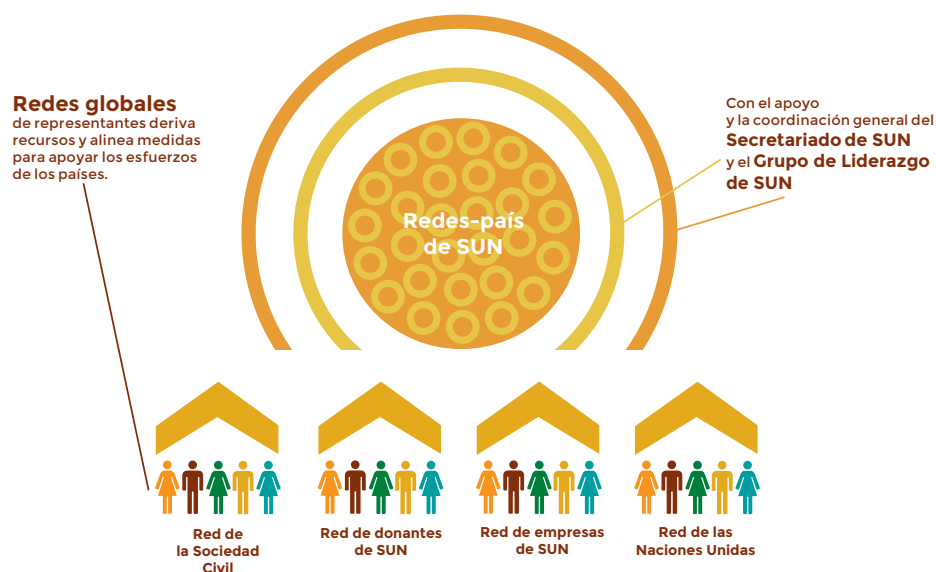 Redes globales
de representantes deriva
recursos y alinea medidas
para apoyar los esfuerzos
de los países.
Con el apoyo
y la coordinación general del
Secretariado de SUN
y el Grupo de Liderazgo
de SUN
Redes-país
de SUN
Red de
la Sociedad
Civil
Red de donantes
de SUN
Red de empresas
de SUN
Red de las
Naciones Unidas